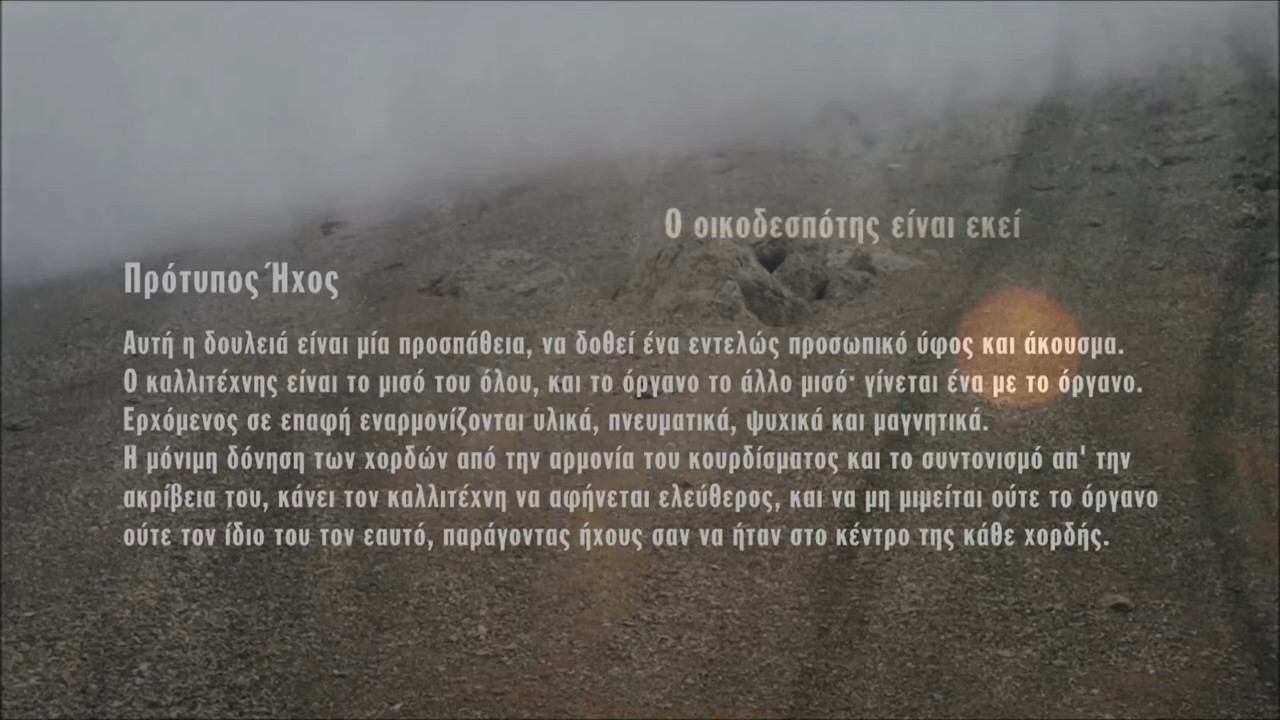 Ο οικοδεσπότης είναι εκεί
Πρότυπος Ήχος
Αυτή η δουλειά είναι μία προσπάθεια, να δοθεί ένα εντελώς προσωπικό ύφος και άκουσμα.
Ο καλλιτέχνης είναι το μισό του όλου, και το όργανο το άλλο μισό· γίνεται ένα με το όργανο.
Ερχόμενος σε επαφή εναρμονίζονται υλικά, πνευματικά, ψυχικά και μαγνητικά.
Η μόνιμη δόνηση των χορδών από την αρμονία του κουρδίσματος και το συντονισμό απ' την
ακρίβεια του, κάνει τον καλλιτέχνη να αφήνεται ελεύθερος, και να μη μιμείται ούτε το όργανο
ούτε τον ίδιο του τον εαυτό, παράγοντας ήχους σαν να ήταν στο κέντρο της κάθε χορδής.